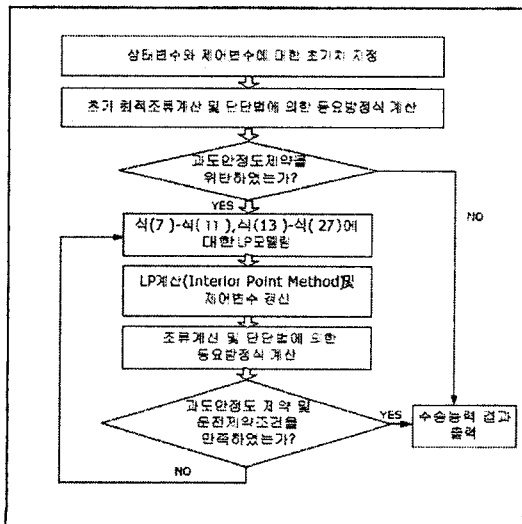 상태변수와 제어변수에 대한 초기치 지정
초기 최적조류계산 및 단단법에 의한 동요방정식 계산
과도안정도제약를
위반하였는가?
YES
NO
식(7)-식(11),식(13)-식(27)에
대한 LP모델링
LP계산(Interior Point Method)및
제어변수 갱신
조류계산 및 단단법에 의한
동요방정식 계산
과도안정도 제약 및
운전제약조건을
만족하였는가?
YES
수송능력 결과
출력
NO